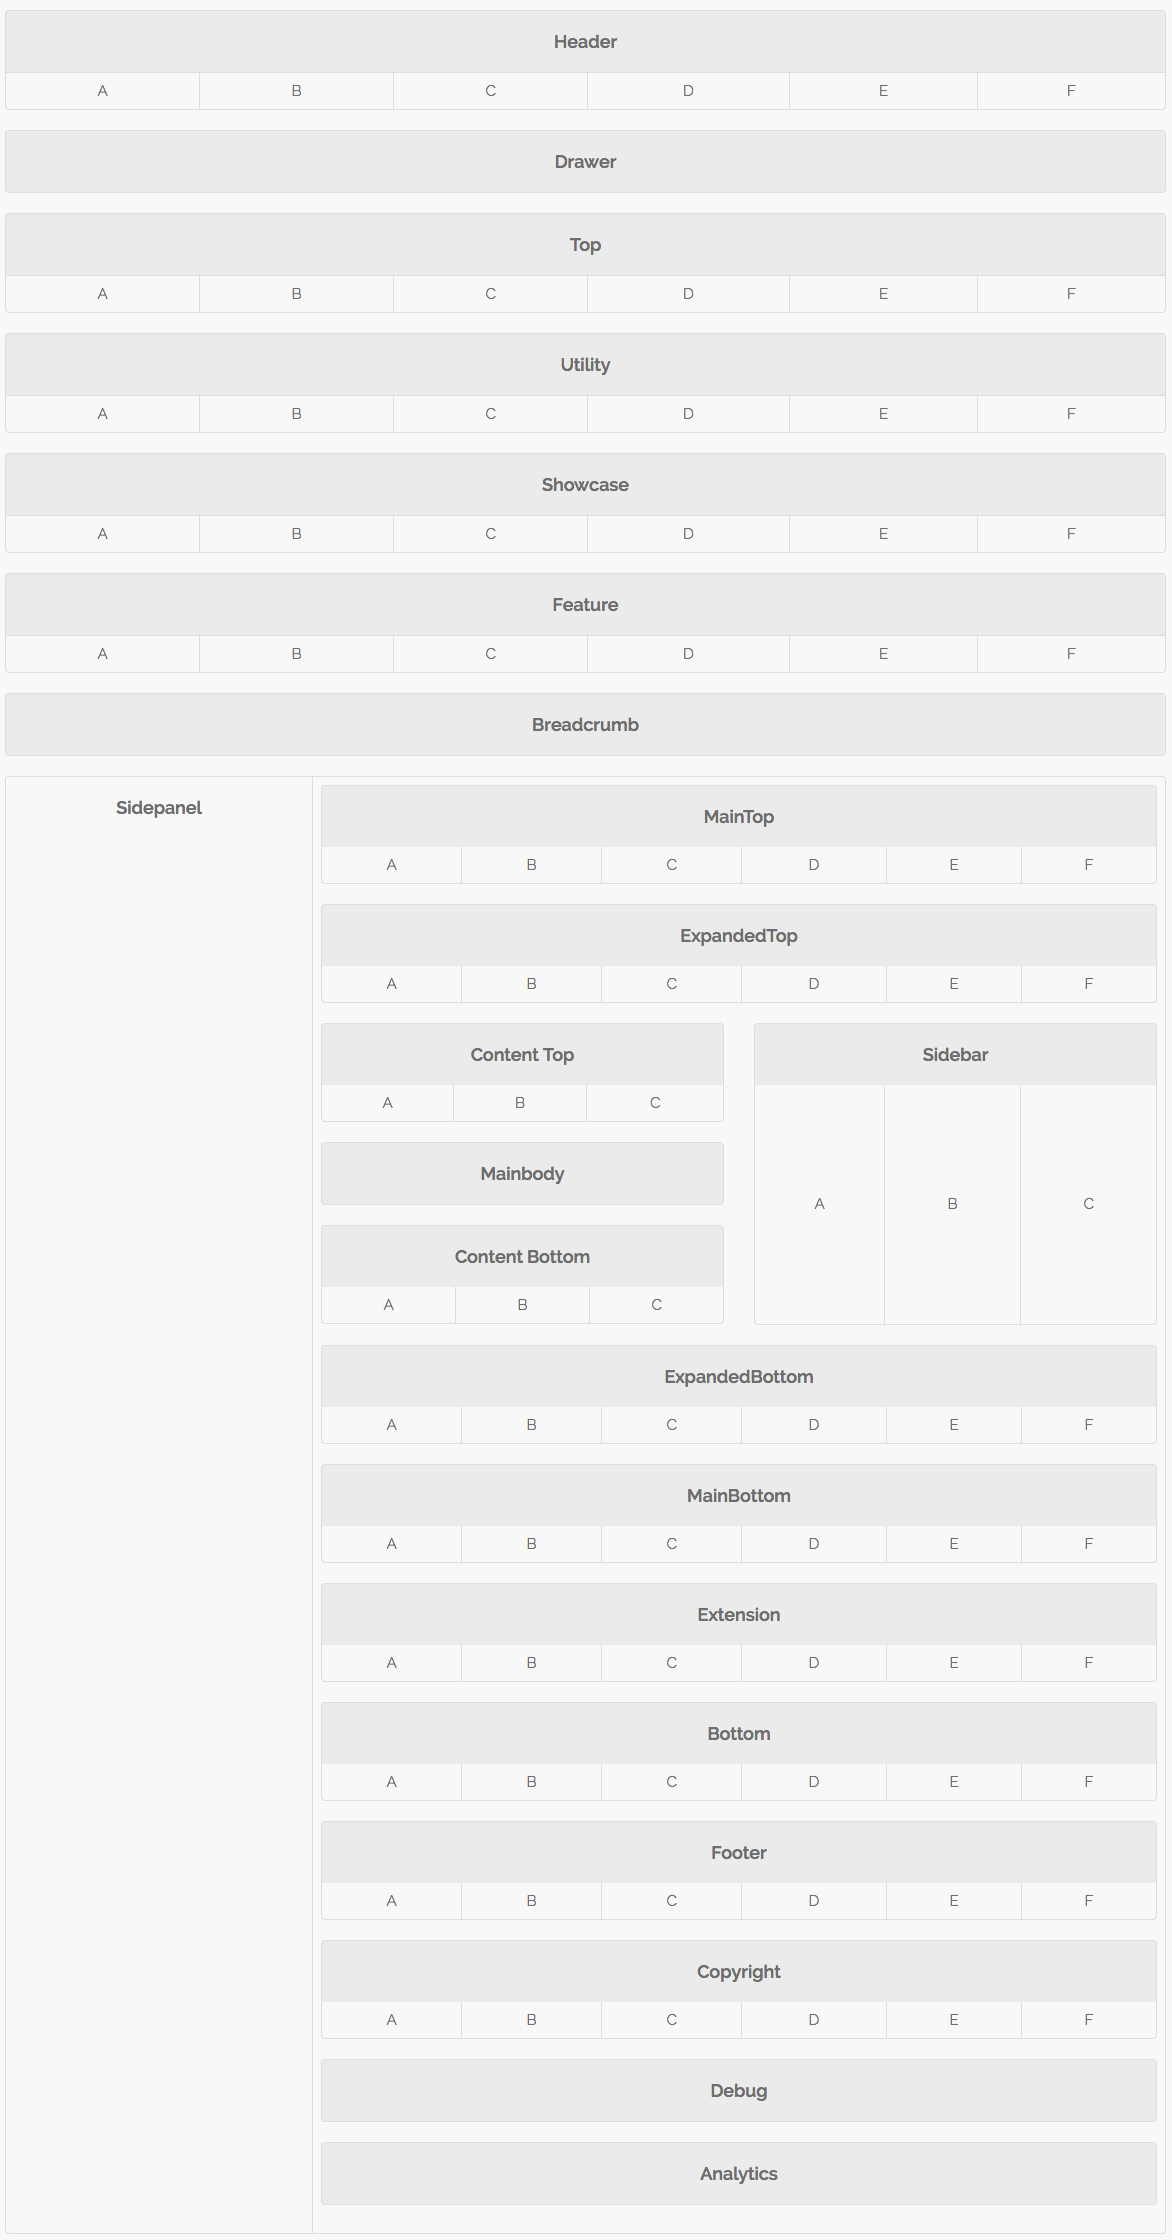 Header
A B C D E F
Drawer
Top
A B C D E F
Utility
A B C D E F
Showcase
A B C D E F
Feature
A B C D E F
Breadcrumb
Sidepanel
MainTop
A B C D E F
ExpandedTop
A B C D E F
Content Top
A B C
Mainbody
Content Bottom
A B C
Sidebar
A B C
ExpandedBottom
A B C D E F
MainBottom
A B C D E F
Extension
A B C D E F
Bottom
A B C D E F
Footer
A B C D E F
Copyright
A B C D E F
Debug
Analytics